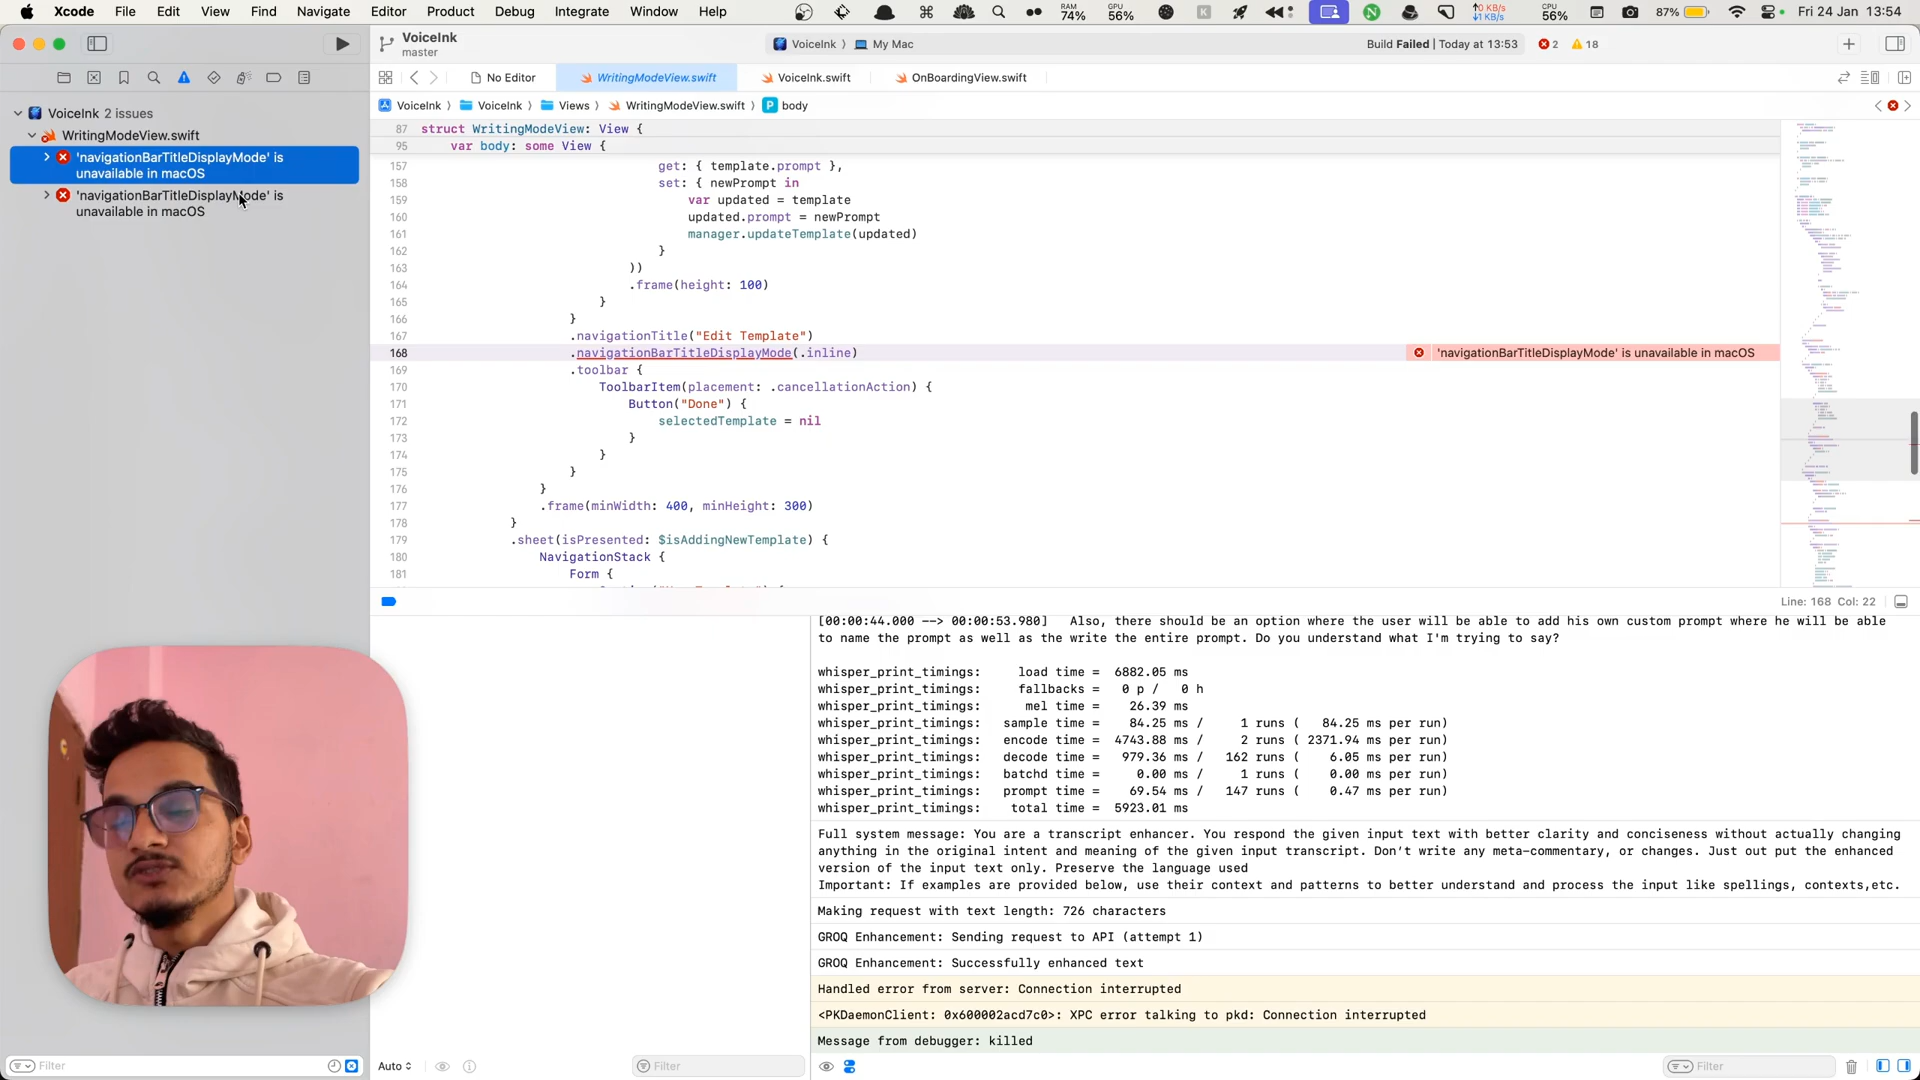 Xcode File Edit View Find Navigate Editor Product Debug Integrate Window Help RAM 74% GPU 56% 0 KB/s 1 KB/s CPU 56% 87% Fri 24 Jan 13:54
VoiceInk
master
VoiceInk 〉 My Mac
Build Failed | Today at 13:53 2 18
No Editor WritingModeView.swift VoiceInk.swift OnBoardingView.swift
VoiceInk 〉 VoiceInk 〉 Views 〉 WritingModeView.swift 〉 P body
VoiceInk 2 issues
WritingModeView.swift
'navigationBarTitleDisplayMode' is
unavailable in macOS
'navigationBarTitleDisplayMode' is
unavailable in macOS
87 struct WritingModeView: View {
95 var body: some View {
157 get: { template.prompt },
158 set: { newPrompt in
159 var updated = template
160 updated.prompt = newPrompt
161 manager.updateTemplate(updated)
162 }
163 ))
164 .frame(height: 100)
165 }
166 }
167 .navigationTitle("Edit Template")
168 .navigationBarTitleDisplayMode(.inline) 'navigationBarTitleDisplayMode' is unavailable in macOS
169 .toolbar {
170 ToolbarItem(placement: .cancellationAction) {
171 Button("Done") {
172 selectedTemplate = nil
173 }
174 }
175 }
176 }
177 .frame(minWidth: 400, minHeight: 300)
178 }
179 .sheet(isPresented: $isAddingNewTemplate) {
180 NavigationStack {
181 Form {
Line: 168 Col: 22
[00:00:44.000 --> 00:00:53.980] Also, there should be an option where the user will be able to add his own custom prompt where he will be able
to name the prompt as well as the write the entire prompt. Do you understand what I'm trying to say?
whisper_print_timings: load time = 6882.05 ms
whisper_print_timings: fallbacks = 0 p / 0 h
whisper_print_timings: mel time = 26.39 ms
whisper_print_timings: sample time = 84.25 ms / 1 runs ( 84.25 ms per run)
whisper_print_timings: encode time = 4743.88 ms / 2 runs ( 2371.94 ms per run)
whisper_print_timings: decode time = 979.36 ms / 162 runs ( 6.05 ms per run)
whisper_print_timings: batchd time = 0.00 ms / 1 runs ( 0.00 ms per run)
whisper_print_timings: prompt time = 69.54 ms / 147 runs ( 0.47 ms per run)
whisper_print_timings: total time = 5923.01 ms
Full system message: You are a transcript enhancer. You respond the given input text with better clarity and conciseness without actually changing
anything in the original intent and meaning of the given input transcript. Don't write any meta-commentary, or changes. Just out put the enhanced
version of the input text only. Preserve the language used
Important: If examples are provided below, use their context and patterns to better understand and process the input like spellings, contexts,etc.
Making request with text length: 726 characters
GROQ Enhancement: Sending request to API (attempt 1)
GROQ Enhancement: Successfully enhanced text
Handled error from server: Connection interrupted
<PKDaemonClient: 0x600002acd7c0>: XPC error talking to pkd: Connection interrupted
Message from debugger: killed
Filter Auto Filter Filter